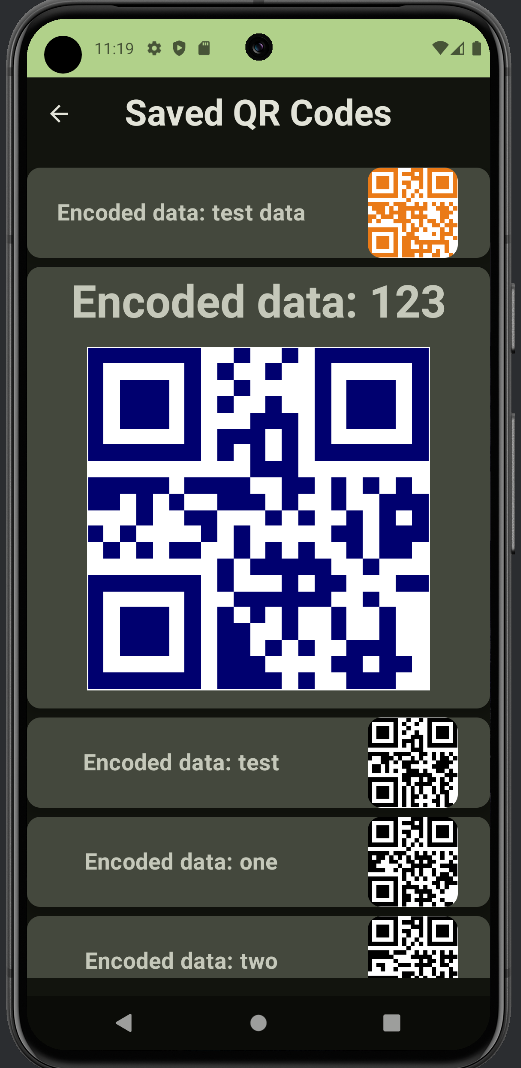 11:19
Saved QR Codes
Encoded data: test data
Encoded data: 123
Encoded data: test
Encoded data: one
Encoded data: two